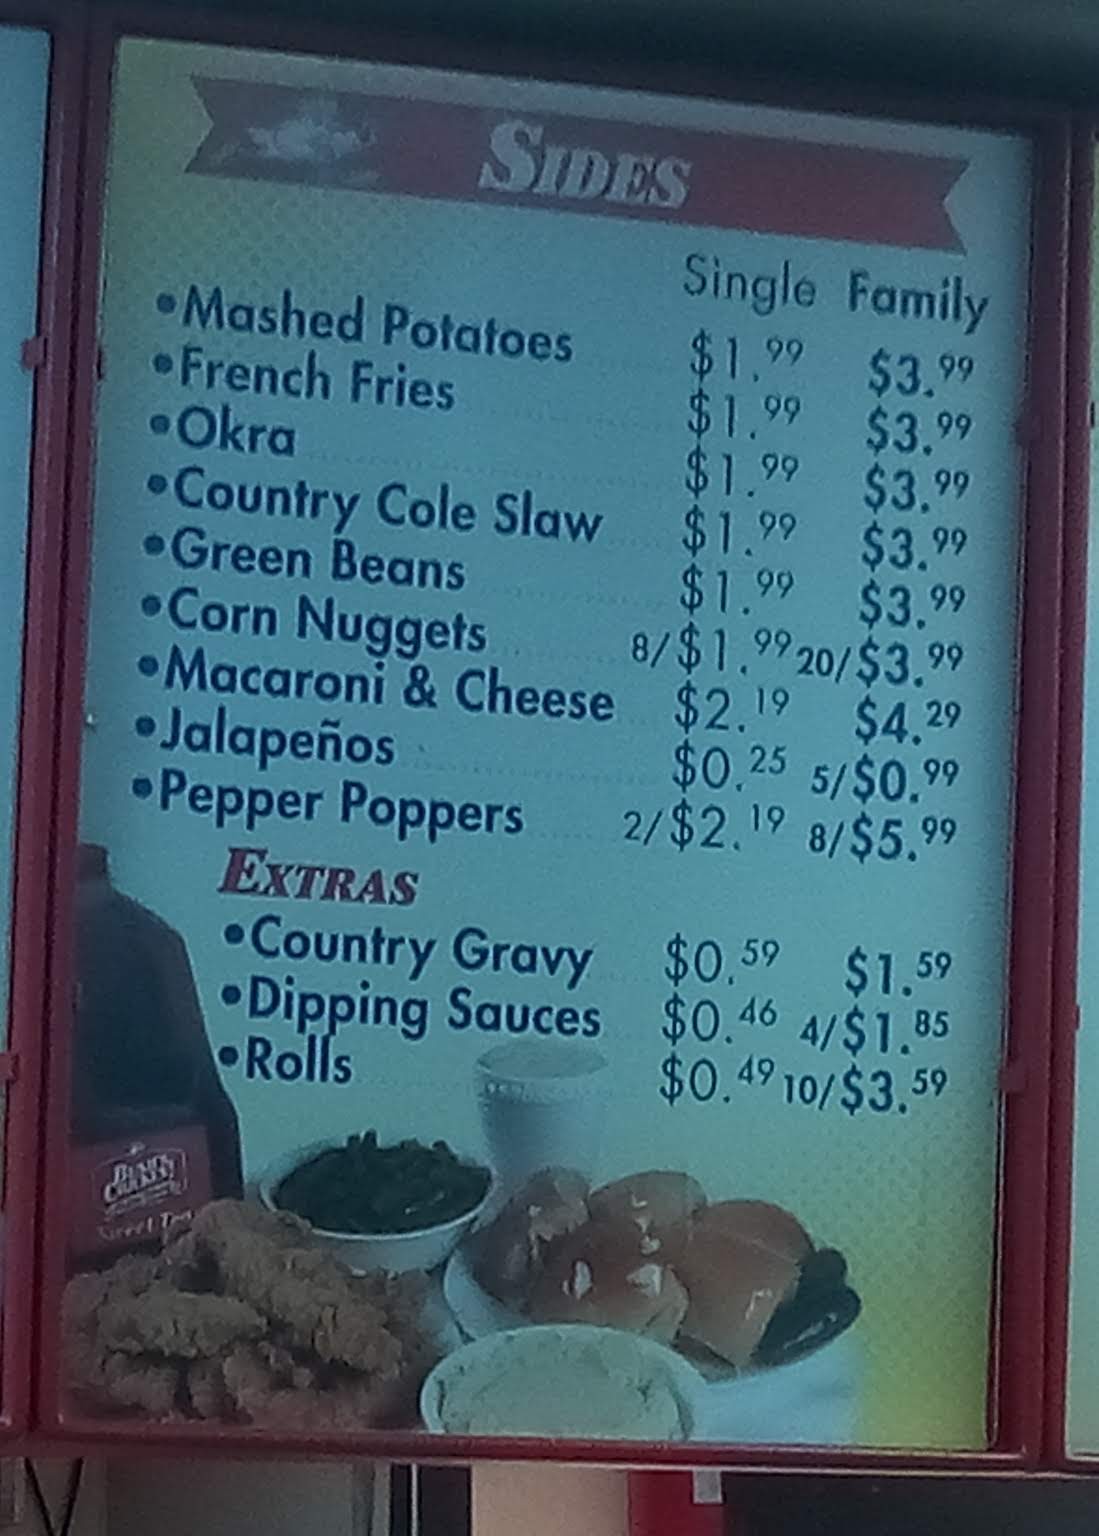 SIDES
Single Family
•Mashed Potatoes $1.99 $3.99
•French Fries $1.99 $3.99
•Okra $1.99 $3.99
•Country Cole Slaw $1.99 $3.99
•Green Beans $1.99 $3.99
•Corn Nuggets 8/$1.99 20/$3.99
•Macaroni & Cheese $2.19 $4.29
•Jalapeños $0.25 5/$0.99
•Pepper Poppers 2/$2.19 8/$5.99
EXTRAS
•Country Gravy $0.59 $1.59
•Dipping Sauces $0.46 4/$1.85
•Rolls $0.49 10/$3.59